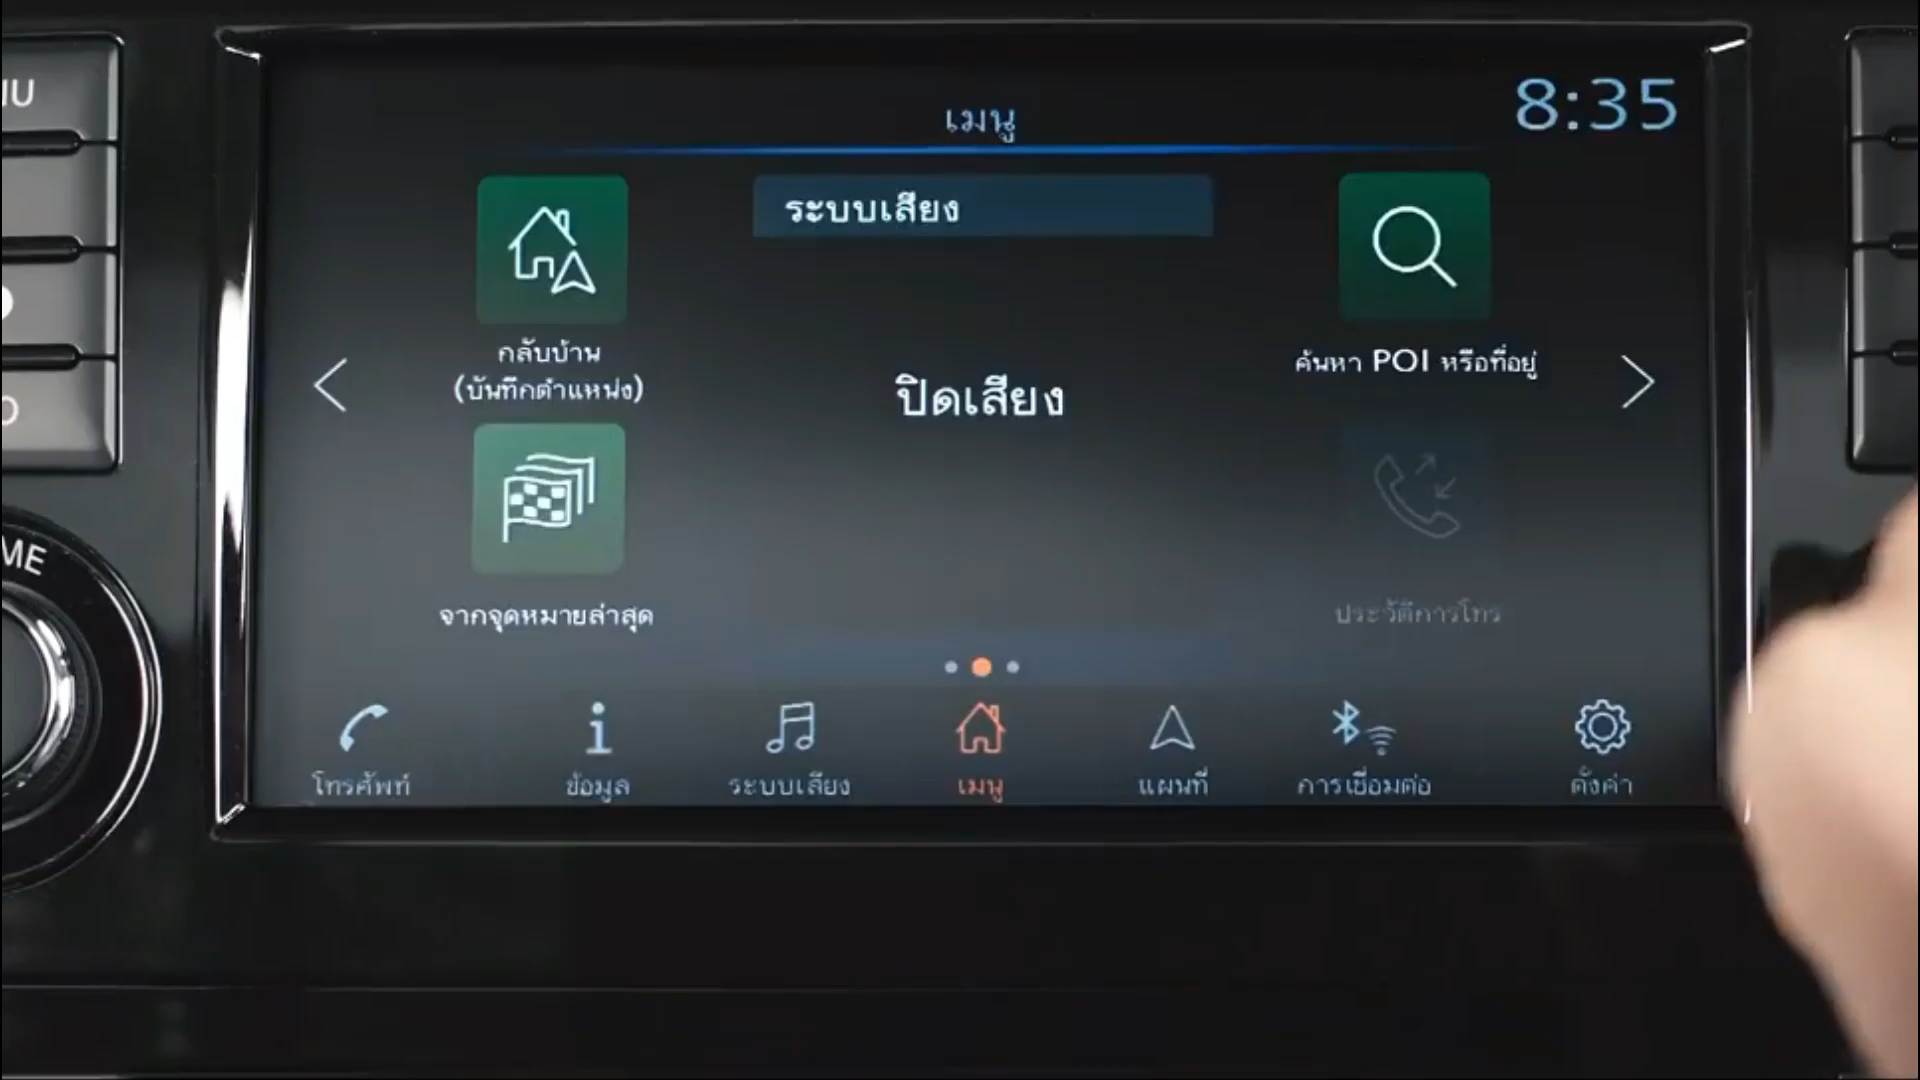 8:35
เมนู
ระบบเสียง
กลับบ้าน
(บันทึกตำแหน่ง)
ปิดเสียง
ค้นหา POI หรือที่อยู่
จากจุดหมายล่าสุด
ประวัติการโทร
โทรศัพท์
ข้อมูล
ระบบเสียง
เมนู
แผนที่
การเชื่อมต่อ
ตั้งค่า